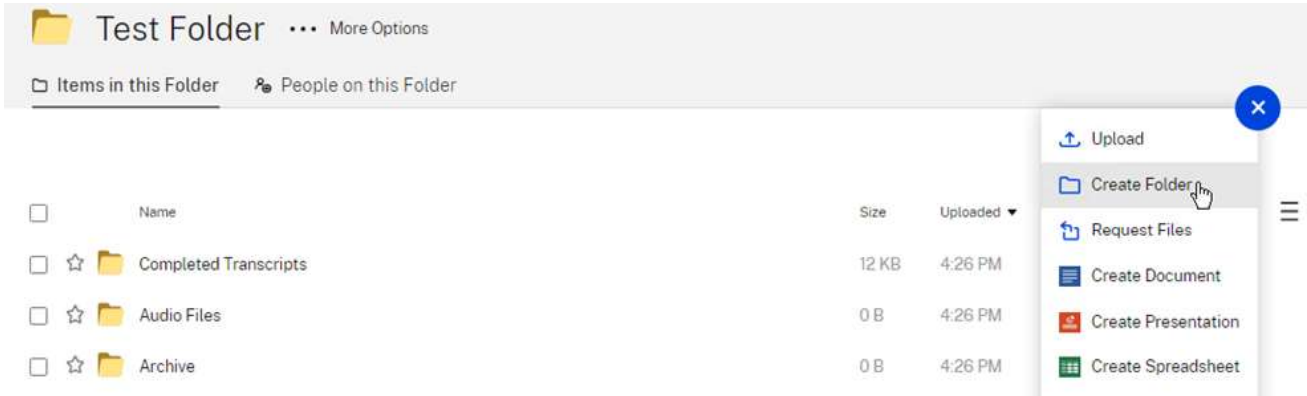 Test Folder ••• More Options
Items in this Folder People on this Folder
Upload
Create Folder
Name Size Uploaded ▼
Request Files
Completed Transcripts 12 KB 4:26 PM
Create Document
Audio Files 0 B 4:26 PM
Create Presentation
Archive 0 B 4:26 PM
Create Spreadsheet